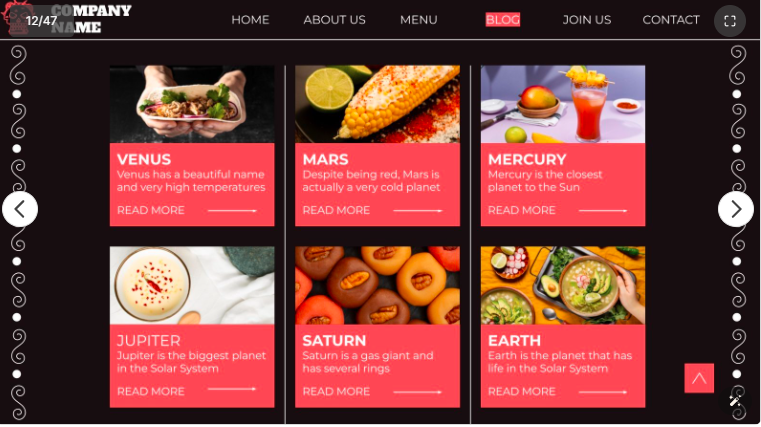 12/47
COMPANY
NAME
HOME
ABOUT US
MENU
BLOG
JOIN US
CONTACT
VENUS
Venus has a beautiful name
and very high temperatures
READ MORE
MARS
Despite being red, Mars is
actually a very cold planet
READ MORE
MERCURY
Mercury is the closest
planet to the Sun
READ MORE
JUPITER
Jupiter is the biggest planet
in the Solar System
READ MORE
SATURN
Saturn is a gas giant and
has several rings
READ MORE
EARTH
Earth is the planet that has
life in the Solar System
READ MORE